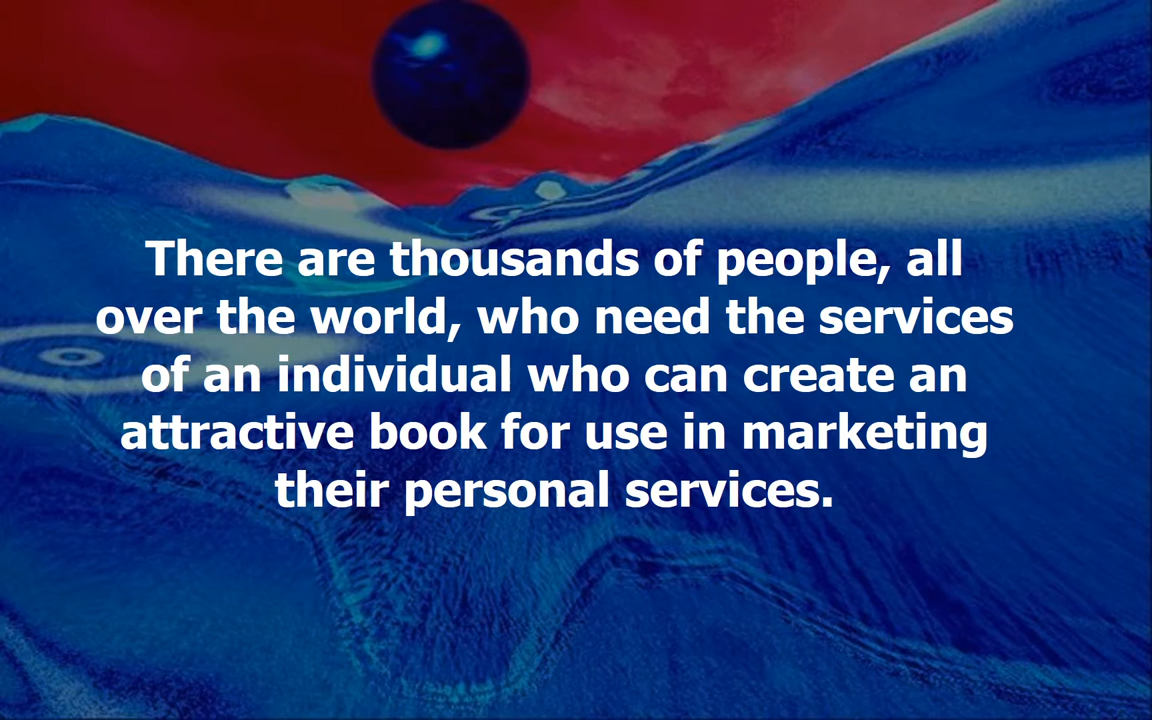 There are thousands of people, all
over the world, who need the services
of an individual who can create an
attractive book for use in marketing
their personal services.